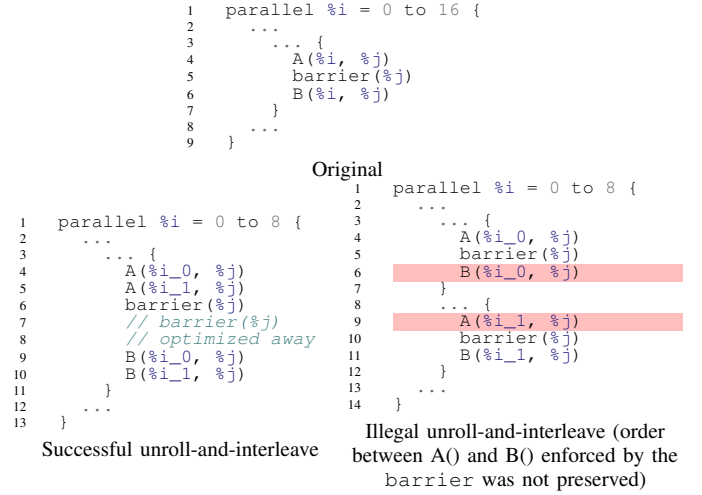 1 parallel %i = 0 to 16 {
2 ...
3 ... {
4 A(%i, %j)
5 barrier(%j)
6 B(%i, %j)
7 }
8 ...
9 }
Original
1 parallel %i = 0 to 8 {
2 ...
3 ... {
4 A(%i_0, %j)
5 A(%i_1, %j)
6 barrier(%j)
7 // barrier(%j)
8 // optimized away
9 B(%i_0, %j)
10 B(%i_1, %j)
11 }
12 ...
13 }
Successful unroll-and-interleave
1 parallel %i = 0 to 8 {
2 ...
3 ... {
4 A(%i_0, %j)
5 barrier(%j)
6 B(%i_0, %j)
7 }
8 ... {
9 A(%i_1, %j)
10 barrier(%j)
11 B(%i_1, %j)
12 }
13 ...
14 }
Illegal unroll-and-interleave (order
between A() and B() enforced by the
barrier was not preserved)